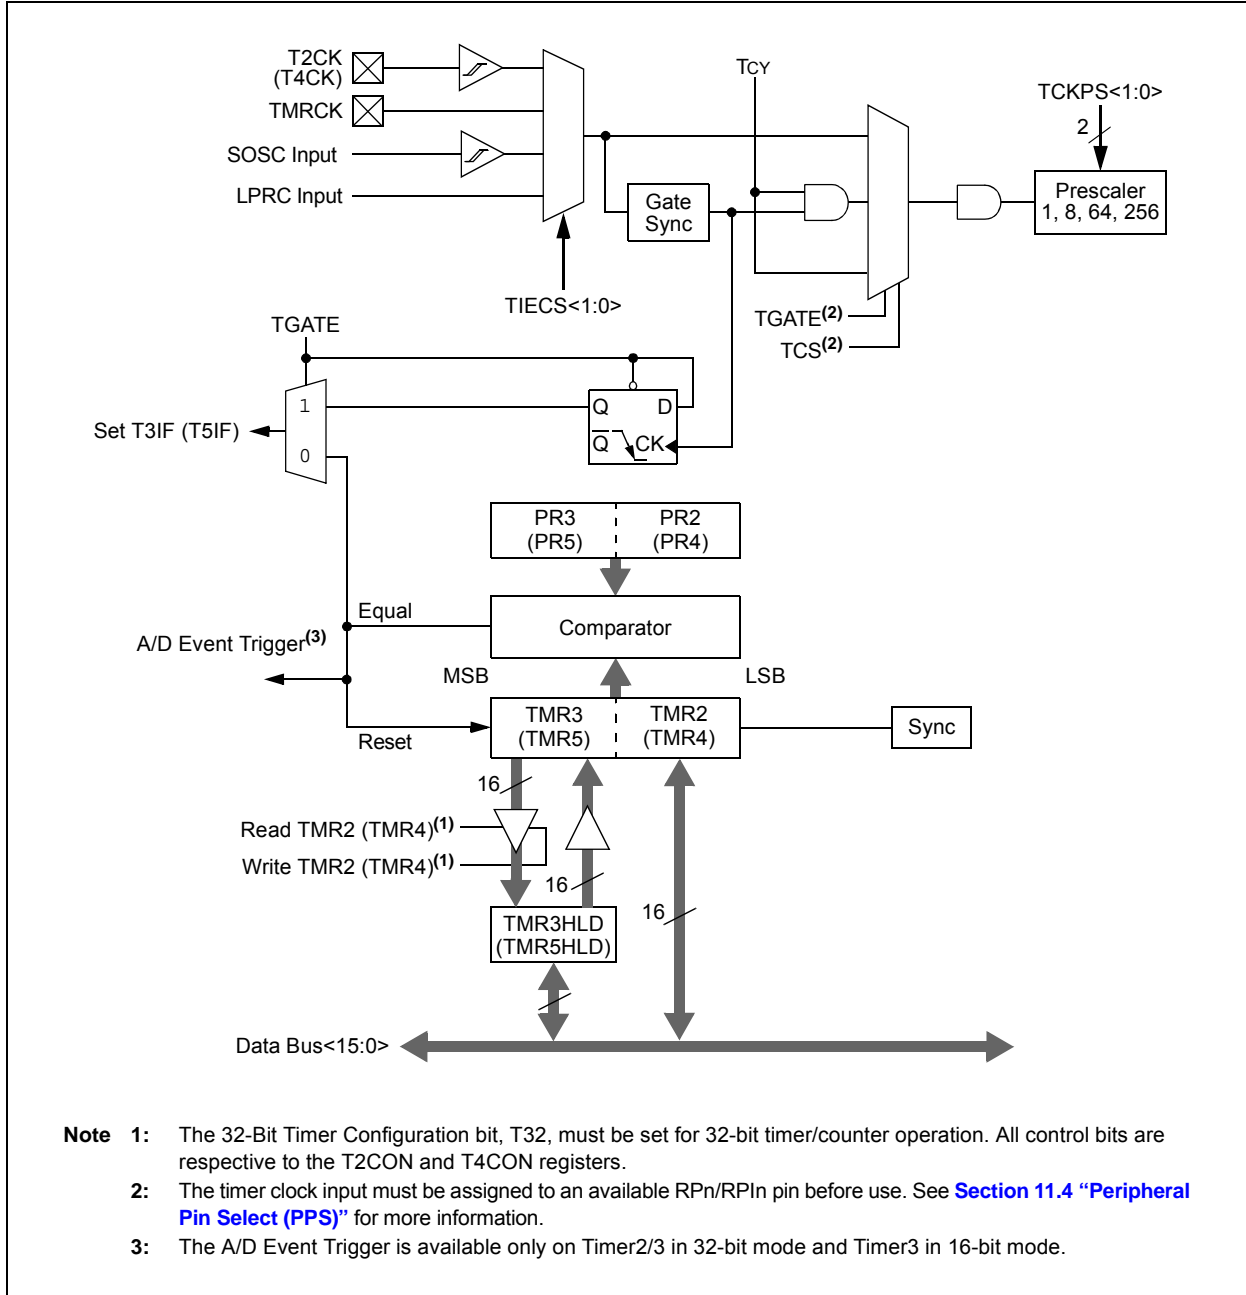 T2CK
(T4CK)
TMRCK
SOSC Input
LPRC Input
TCY
TCKPS<1:0>
2
Prescaler
1, 8, 64, 256
Gate
Sync
TIECS<1:0>
TGATE(2)
TCS(2)
TGATE
1
0
Set T3IF (T5IF)
Q D
Q CK
PR3 PR2
(PR5) (PR4)
Equal
Comparator
A/D Event Trigger(3)
MSB LSB
TMR3 TMR2
(TMR5) (TMR4)
Sync
Reset
16
Read TMR2 (TMR4)(1)
Write TMR2 (TMR4)(1)
16
16
TMR3HLD
(TMR5HLD)
Data Bus<15:0>
Note 1: The 32-Bit Timer Configuration bit, T32, must be set for 32-bit timer/counter operation. All control bits are
respective to the T2CON and T4CON registers.
2: The timer clock input must be assigned to an available RPn/RPIn pin before use. See Section 11.4 “Peripheral
Pin Select (PPS)” for more information.
3: The A/D Event Trigger is available only on Timer2/3 in 32-bit mode and Timer3 in 16-bit mode.